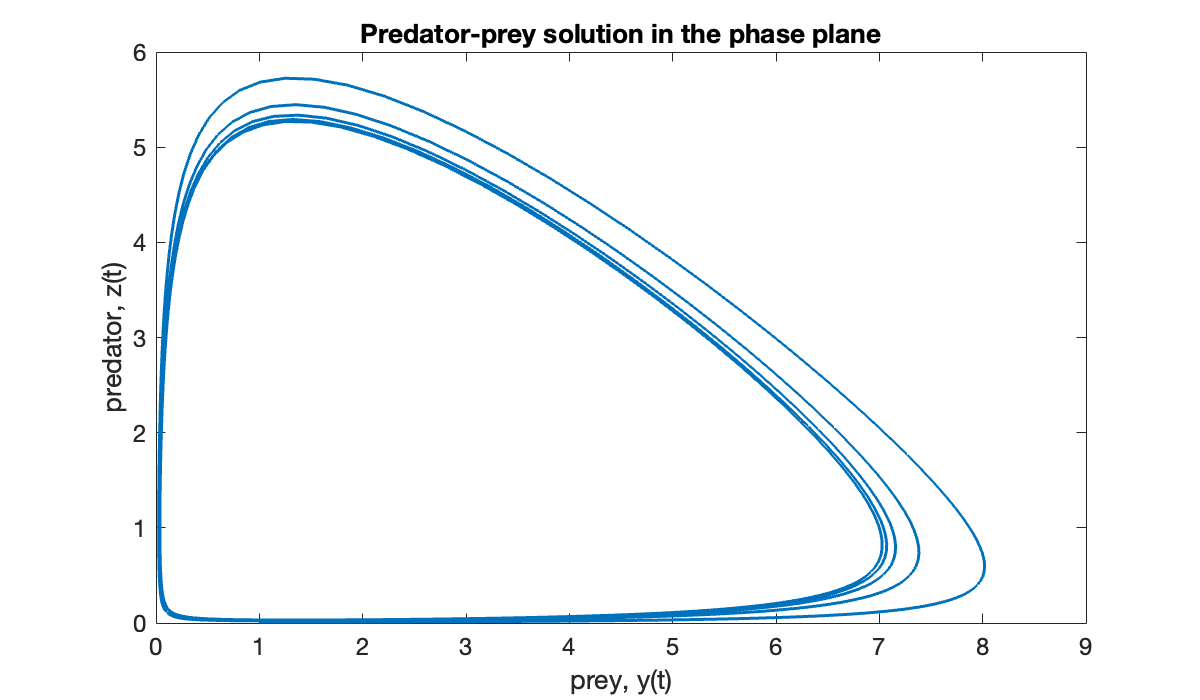 Predator-prey solution in the phase plane
6
5
4
3
2
1
0
predator, z(t)
0 1 2 3 4 5 6 7 8 9
prey, y(t)